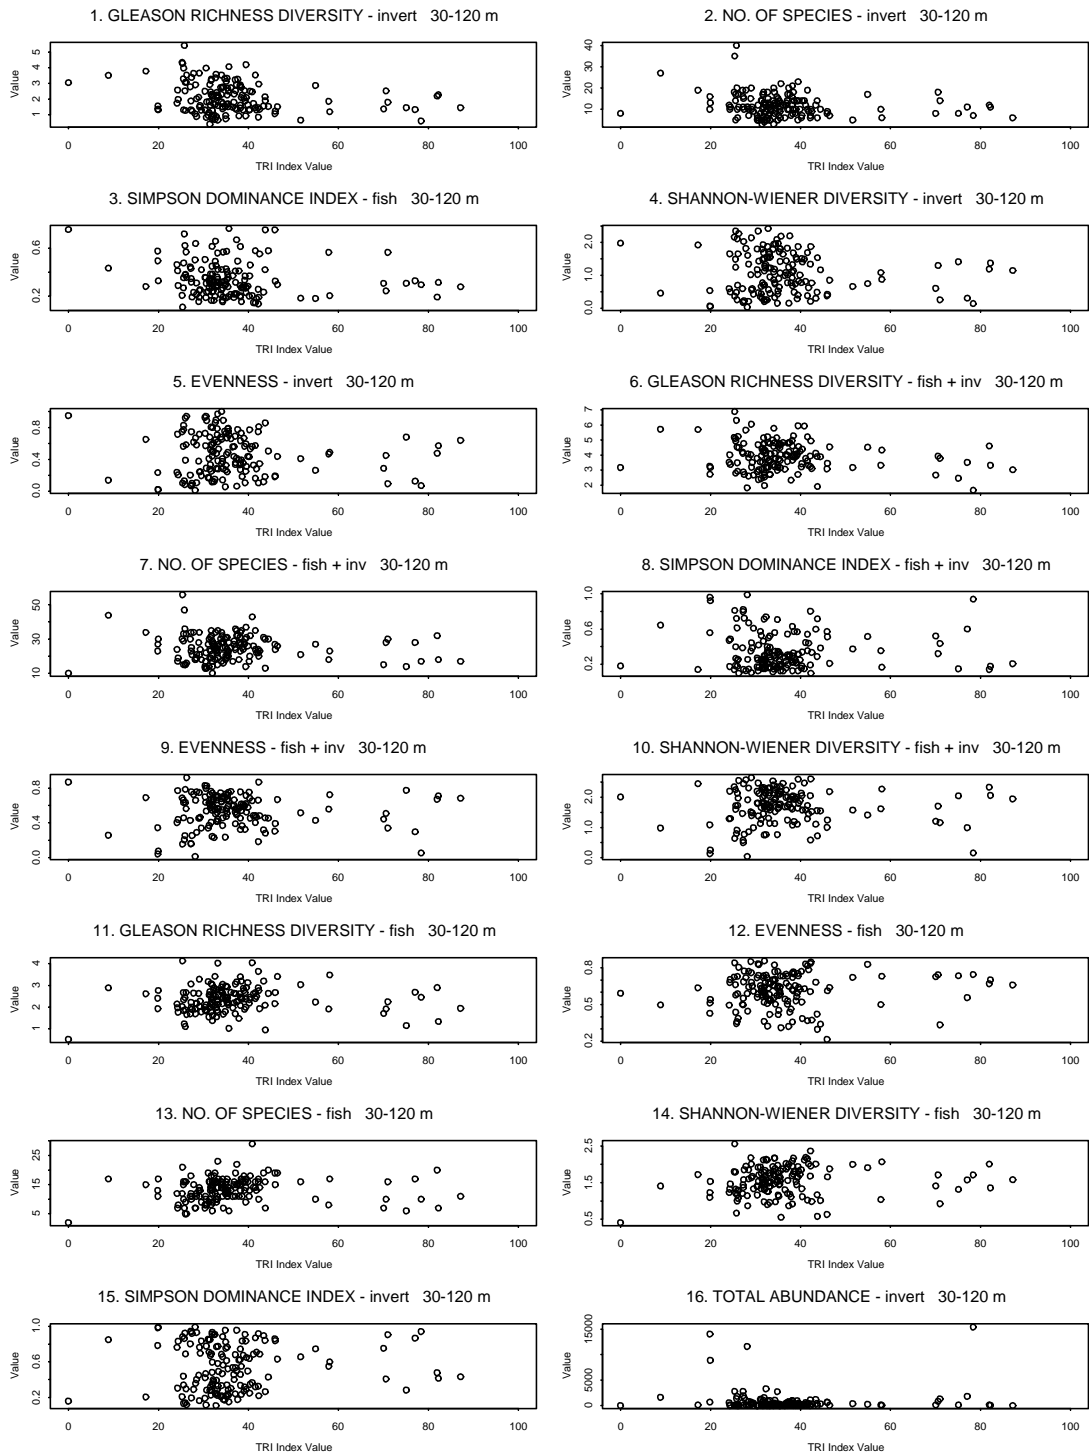 1. GLEASON RICHNESS DIVERSITY - invert 30-120 m
Value
1 2 3 4 5
0 20 40 60 80 100
TRI Index Value
2. NO. OF SPECIES - invert 30-120 m
Value
10 20 30 40
0 20 40 60 80 100
TRI Index Value
3. SIMPSON DOMINANCE INDEX - fish 30-120 m
Value
0.2 0.6
0 20 40 60 80 100
TRI Index Value
4. SHANNON-WIENER DIVERSITY - invert 30-120 m
Value
0.0 1.0 2.0
0 20 40 60 80 100
TRI Index Value
5. EVENNESS - invert 30-120 m
Value
0.0 0.4 0.8
0 20 40 60 80 100
TRI Index Value
6. GLEASON RICHNESS DIVERSITY - fish + inv 30-120 m
Value
2 3 4 5 6 7
0 20 40 60 80 100
TRI Index Value
7. NO. OF SPECIES - fish + inv 30-120 m
Value
10 30 50
0 20 40 60 80 100
TRI Index Value
8. SIMPSON DOMINANCE INDEX - fish + inv 30-120 m
Value
0.2 0.6 1.0
0 20 40 60 80 100
TRI Index Value
9. EVENNESS - fish + inv 30-120 m
Value
0.0 0.4 0.8
0 20 40 60 80 100
TRI Index Value
10. SHANNON-WIENER DIVERSITY - fish + inv 30-120 m
Value
0.0 1.0 2.0
0 20 40 60 80 100
TRI Index Value
11. GLEASON RICHNESS DIVERSITY - fish 30-120 m
Value
1 2 3 4
0 20 40 60 80 100
TRI Index Value
12. EVENNESS - fish 30-120 m
Value
0.2 0.5 0.8
0 20 40 60 80 100
TRI Index Value
13. NO. OF SPECIES - fish 30-120 m
Value
5 15 25
0 20 40 60 80 100
TRI Index Value
14. SHANNON-WIENER DIVERSITY - fish 30-120 m
Value
0.5 1.5 2.5
0 20 40 60 80 100
TRI Index Value
15. SIMPSON DOMINANCE INDEX - invert 30-120 m
Value
0.2 0.6 1.0
0 20 40 60 80 100
TRI Index Value
16. TOTAL ABUNDANCE - invert 30-120 m
Value
0 5000 15000
0 20 40 60 80 100
TRI Index Value